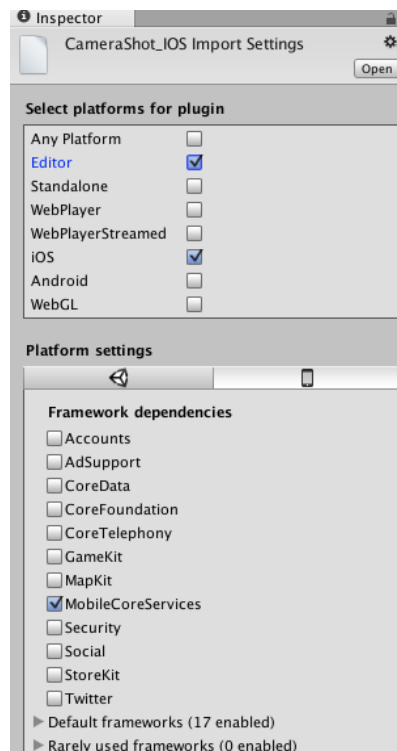 Inspector
CameraShot_IOS Import Settings
Open
Select platforms for plugin
Any Platform
Editor
Standalone
WebPlayer
WebPlayerStreamed
iOS
Android
WebGL
Platform settings
Framework dependencies
Accounts
AdSupport
CoreData
CoreFoundation
CoreTelephony
GameKit
MapKit
MobileCoreServices
Security
Social
StoreKit
Twitter
Default frameworks (17 enabled)
Rarely used frameworks (0 enabled)